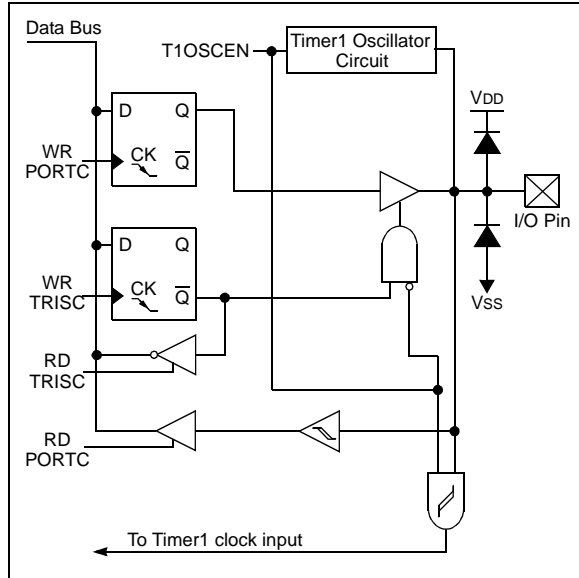 Data Bus
T1OSCEN
Timer1 Oscillator
Circuit
VDD
D
Q
WR
PORTC
CK
Q
I/O Pin
D
Q
WR
TRISC
CK
Q
VSS
RD
TRISC
RD
PORTC
To Timer1 clock input